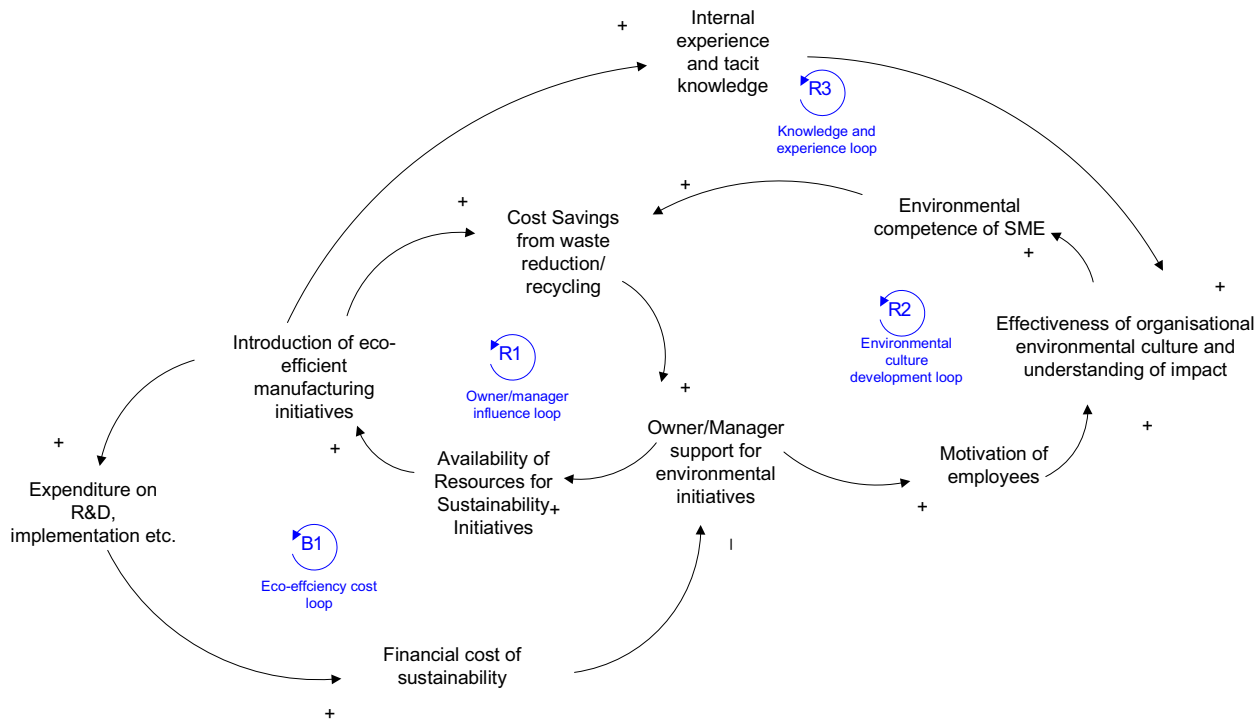 Internal
experience
and tacit
knowledge
+
R3
Knowledge and
experience loop
+
Cost Savings
from waste
reduction/
recycling
+
Environmental
competence of SME
+
+
Effectiveness of organisational
environmental culture and
understanding of impact
R2
Environmental
culture
development loop
R1
Owner/manager
influence loop
Introduction of eco-
efficient
manufacturing
initiatives
+
+
Owner/Manager
support for
environmental
initiatives
Availability of
Resources for
Sustainability
Initiatives
+
Motivation of
employees
+
+
+
Expenditure on
R&D,
implementation etc.
B1
Eco-effciency cost
loop
I
Financial cost of
sustainability
+